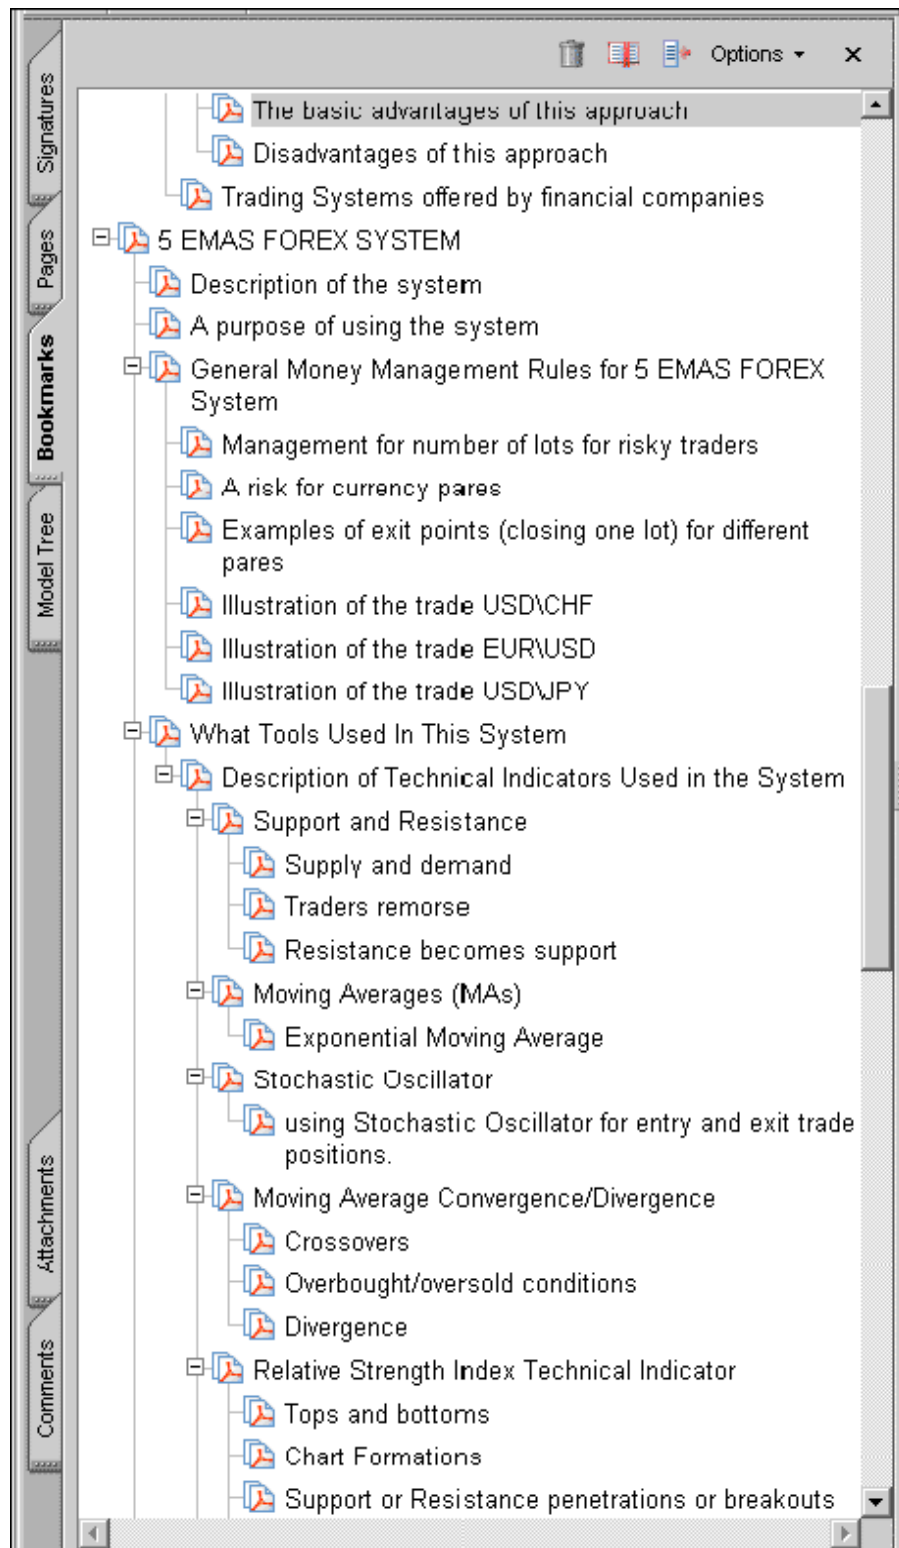 Options
The basic advantages of this approach
Disadvantages of this approach
Trading Systems offered by financial companies
5 EMAS FOREX SYSTEM
Description of the system
A purpose of using the system
General Money Management Rules for 5 EMAS FOREX
System
Management for number of lots for risky traders
A risk for currency pares
Examples of exit points (closing one lot) for different
pares
Illustration of the trade USD\CHF
Illustration of the trade EUR\USD
Illustration of the trade USD\JPY
What Tools Used In This System
Description of Technical Indicators Used in the System
Support and Resistance
Supply and demand
Traders remorse
Resistance becomes support
Moving Averages (MAs)
Exponential Moving Average
Stochastic Oscillator
using Stochastic Oscillator for entry and exit trade
positions.
Moving Average Convergence/Divergence
Crossovers
Overbought/oversold conditions
Divergence
Relative Strength Index Technical Indicator
Tops and bottoms
Chart Formations
Support or Resistance penetrations or breakouts
Signatures
Pages
Bookmarks
Model Tree
Attachments
Comments